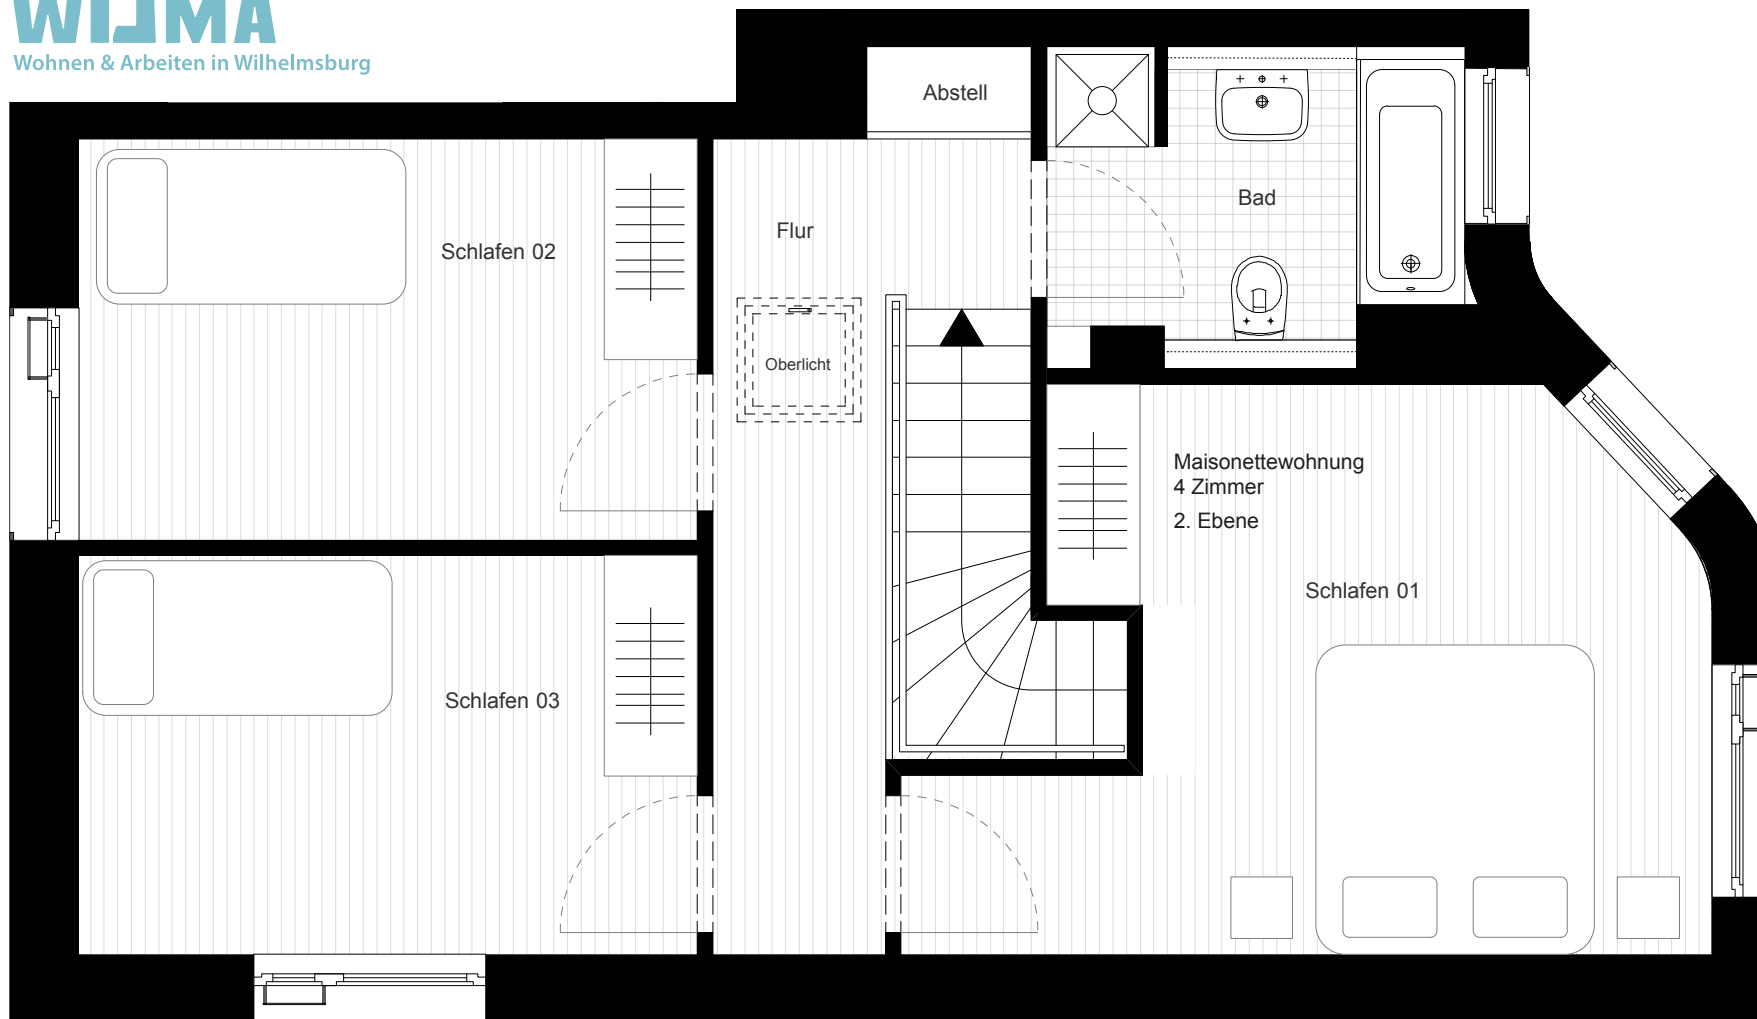 WIJMA
Wohnen & Arbeiten in Wilhelmsburg
Abstell
Bad
Flur
Schlafen 02
Oberlicht
Maisonettewohnung
4 Zimmer
2. Ebene
Schlafen 01
Schlafen 03